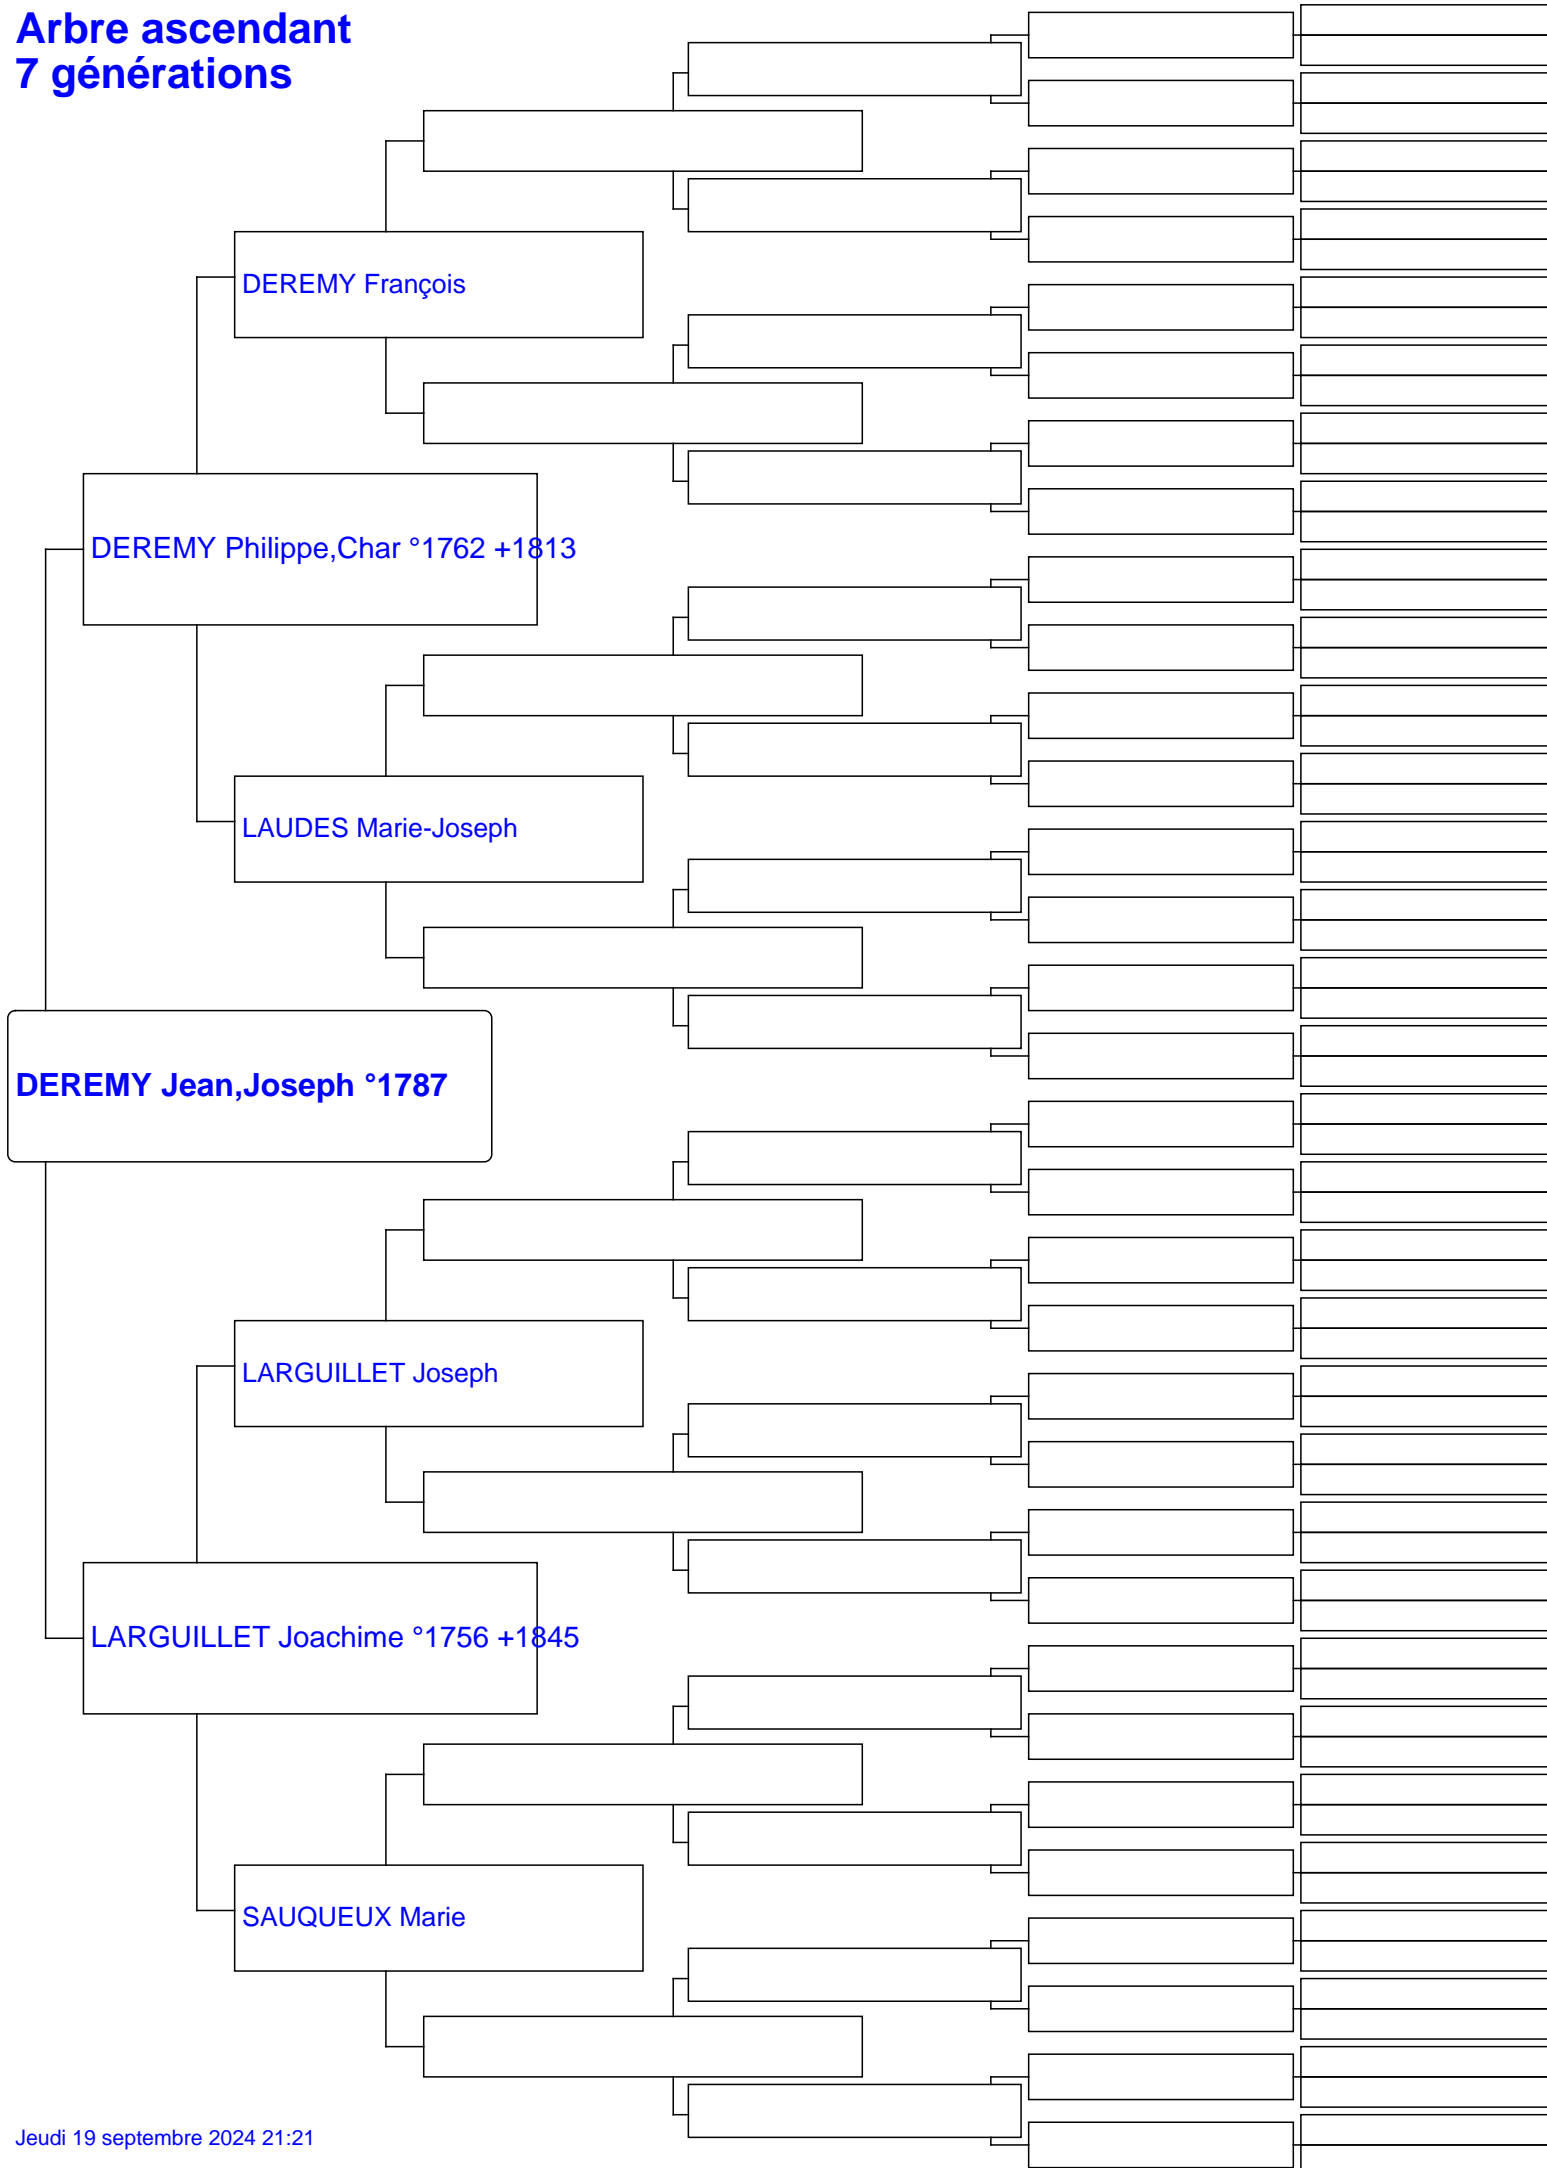 Arbre ascendant
7 générations
DEREMY François
DEREMY Philippe,Char °1762 +1813
LAUDES Marie-Joseph
DEREMY Jean,Joseph °1787
LARGUILLET Joseph
LARGUILLET Joachime °1756 +1845
SAUQUEUX Marie
Jeudi 19 septembre 2024 21:21